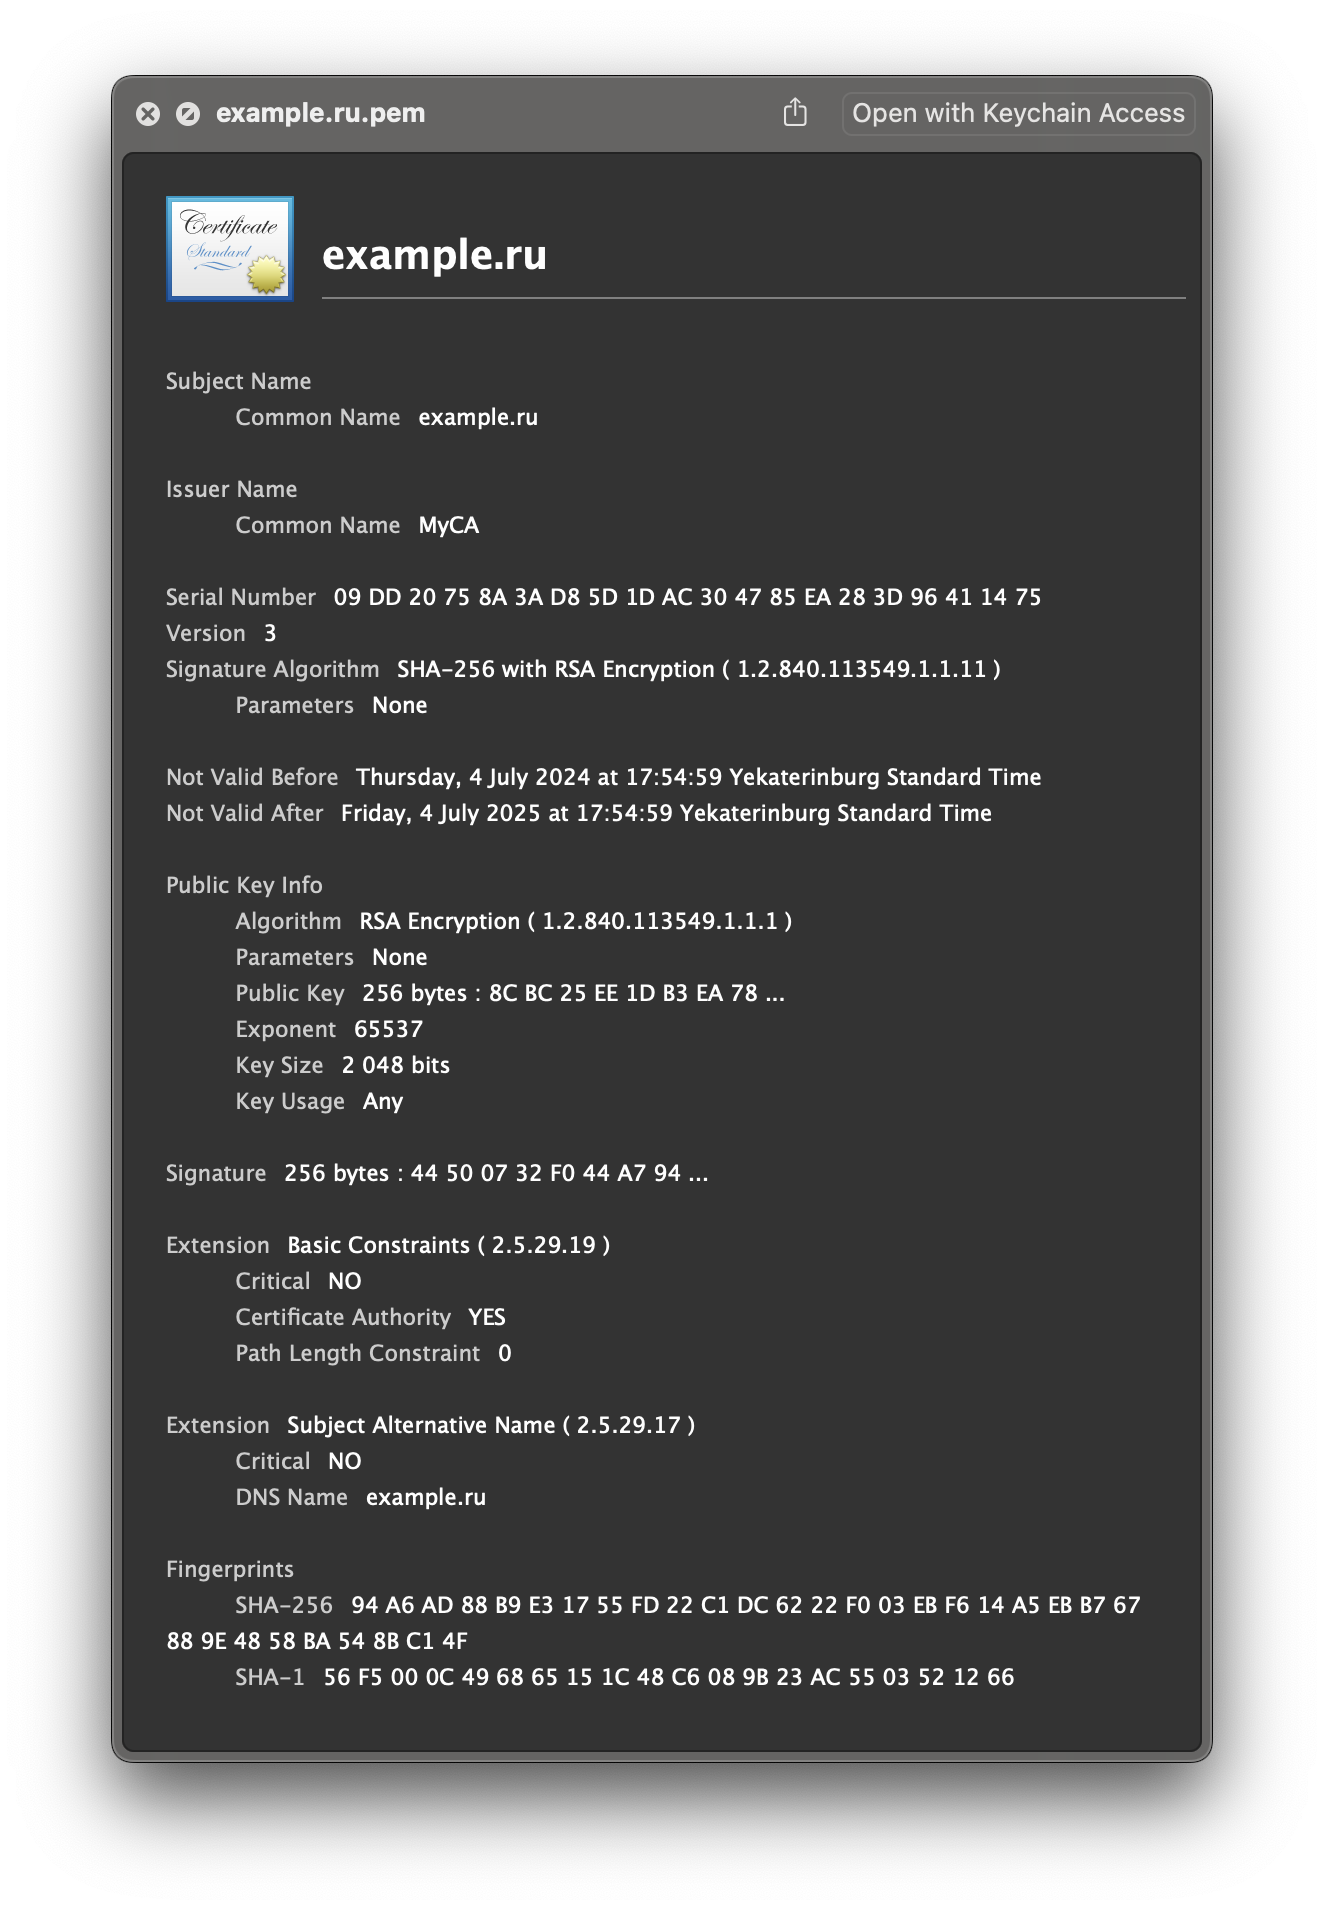 example.ru.pem
Open with Keychain Access
Certificate
Standard
example.ru
Subject Name
Common Name example.ru
Issuer Name
Common Name MyCA
Serial Number 09 DD 20 75 8A 3A D8 5D 1D AC 30 47 85 EA 28 3D 96 41 14 75
Version 3
Signature Algorithm SHA-256 with RSA Encryption ( 1.2.840.113549.1.1.11 )
Parameters None
Not Valid Before Thursday, 4 July 2024 at 17:54:59 Yekaterinburg Standard Time
Not Valid After Friday, 4 July 2025 at 17:54:59 Yekaterinburg Standard Time
Public Key Info
Algorithm RSA Encryption ( 1.2.840.113549.1.1.1 )
Parameters None
Public Key 256 bytes : 8C BC 25 EE 1D B3 EA 78 ...
Exponent 65537
Key Size 2 048 bits
Key Usage Any
Signature 256 bytes : 44 50 07 32 F0 44 A7 94 ...
Extension Basic Constraints ( 2.5.29.19 )
Critical NO
Certificate Authority YES
Path Length Constraint 0
Extension Subject Alternative Name ( 2.5.29.17 )
Critical NO
DNS Name example.ru
Fingerprints
SHA-256 94 A6 AD 88 B9 E3 17 55 FD 22 C1 DC 62 22 F0 03 EB F6 14 A5 EB B7 67
88 9E 48 58 BA 54 8B C1 4F
SHA-1 56 F5 00 0C 49 68 65 15 1C 48 C6 08 9B 23 AC 55 03 52 12 66